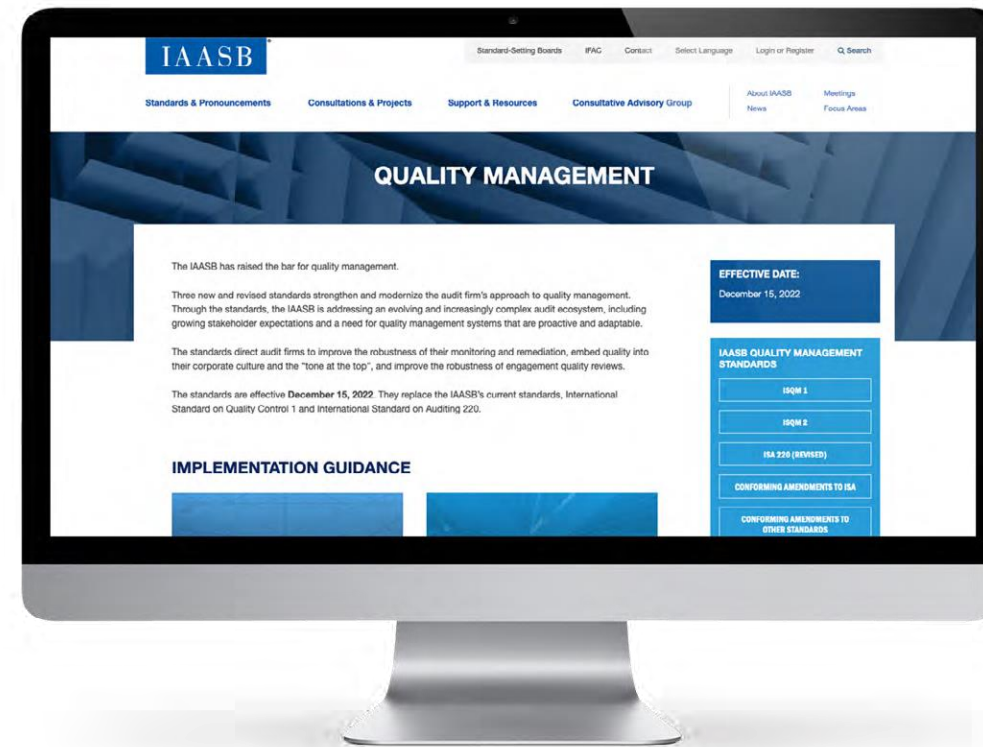 IAASB
Standard-Setting Boards IFAC Contact Select Language Login or Register Search
Standards & Pronouncements Consultations & Projects Support & Resources Consultative Advisory Group
About IAASB Meetings
News Focus Areas
QUALITY MANAGEMENT
The IAASB has raised the bar for quality management.
Three new and revised standards strengthen and modernize the audit firm's approach to quality management.
Through the standards, the IAASB is addressing an evolving and increasingly complex audit ecosystem, including
growing stakeholder expectations and a need for quality management systems that are proactive and adaptable.
The standards direct audit firms to improve the robustness of their monitoring and remediation, embed quality into
their corporate culture and the "tone at the top", and improve the robustness of engagement quality reviews.
The standards are effective December 15, 2022. They replace the IAASB's current standards, International
Standard on Quality Control 1 and International Standard on Auditing 220.
IMPLEMENTATION GUIDANCE
EFFECTIVE DATE:
December 15, 2022
IAASB QUALITY MANAGEMENT
STANDARDS
ISQM 1
ISQM 2
ISA 220 (REVISED)
CONFORMING AMENDMENTS TO ISA
CONFORMING AMENDMENTS TO
OTHER STANDARDS